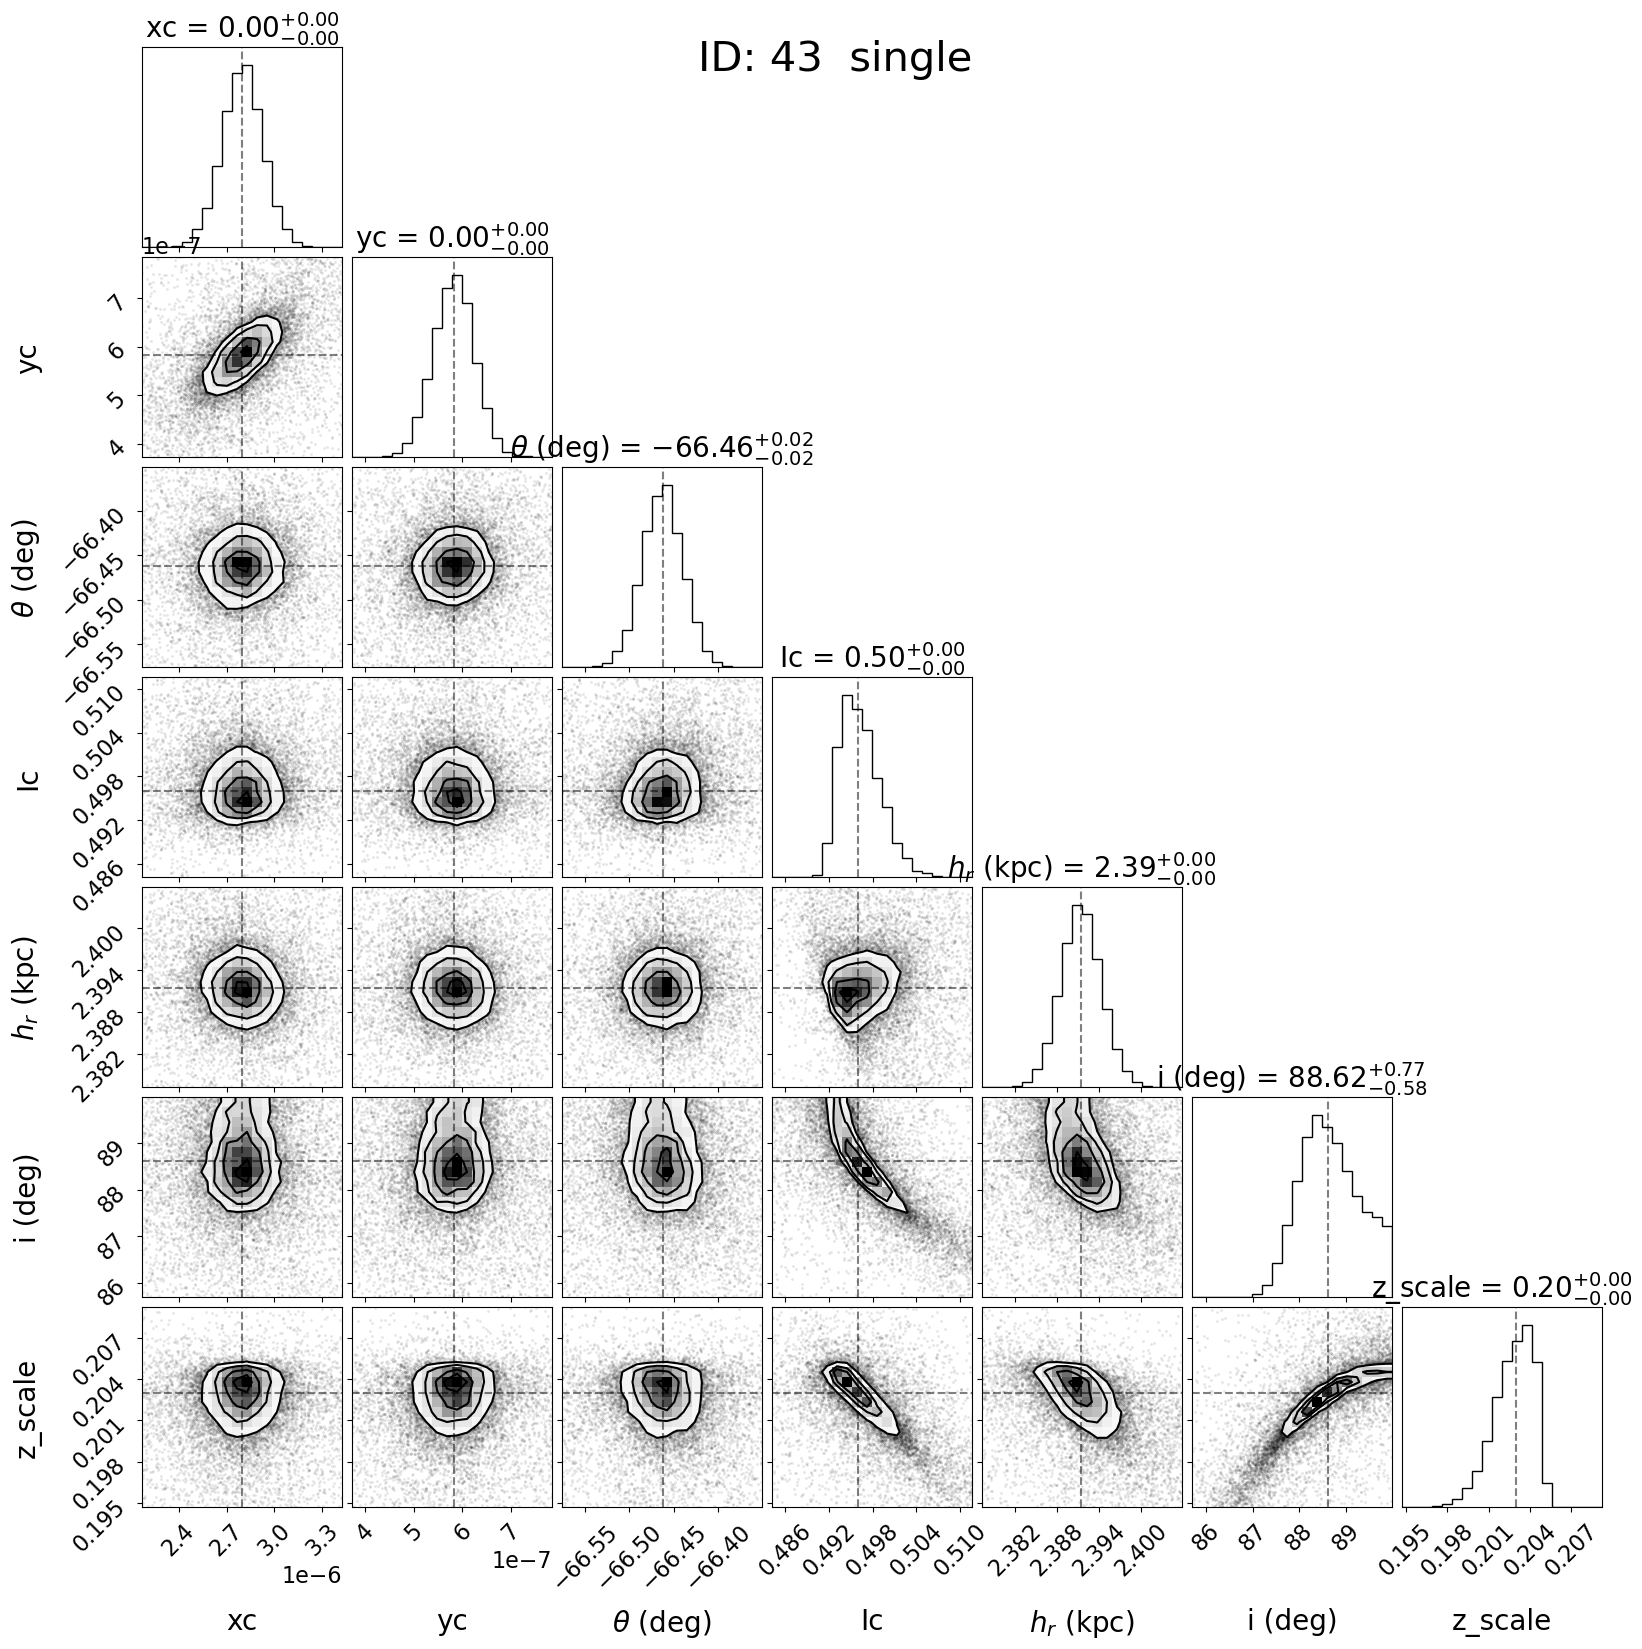 xc = 0.00 +0.00 −0.00
ID: 43  single
yc = 0.00 +0.00 −0.00
1e−7
yc
7
6
5
4
θ (deg) = −66.46 +0.02 −0.02
θ (deg)
−66.40
−66.45
−66.50
−66.55
Ic = 0.50 +0.00 −0.00
Ic
0.510
0.504
0.498
0.492
0.486
h_r (kpc) = 2.39 +0.00 −0.00
h_r (kpc)
2.400
2.394
2.388
2.382
i (deg) = 88.62 +0.77 −0.58
i (deg)
89
88
87
86
z_scale = 0.20 +0.00 −0.00
z_scale
0.207
0.204
0.201
0.198
0.195
2.4 2.7 3.0 3.3 4 5 6 7 −66.55 −66.50 −66.45 −66.40 0.486 0.492 0.498 0.504 0.510 2.382 2.388 2.394 2.400 86 87 88 89 0.195 0.198 0.201 0.204 0.207
1e−6 1e−7
xc yc θ (deg) Ic h_r (kpc) i (deg) z_scale